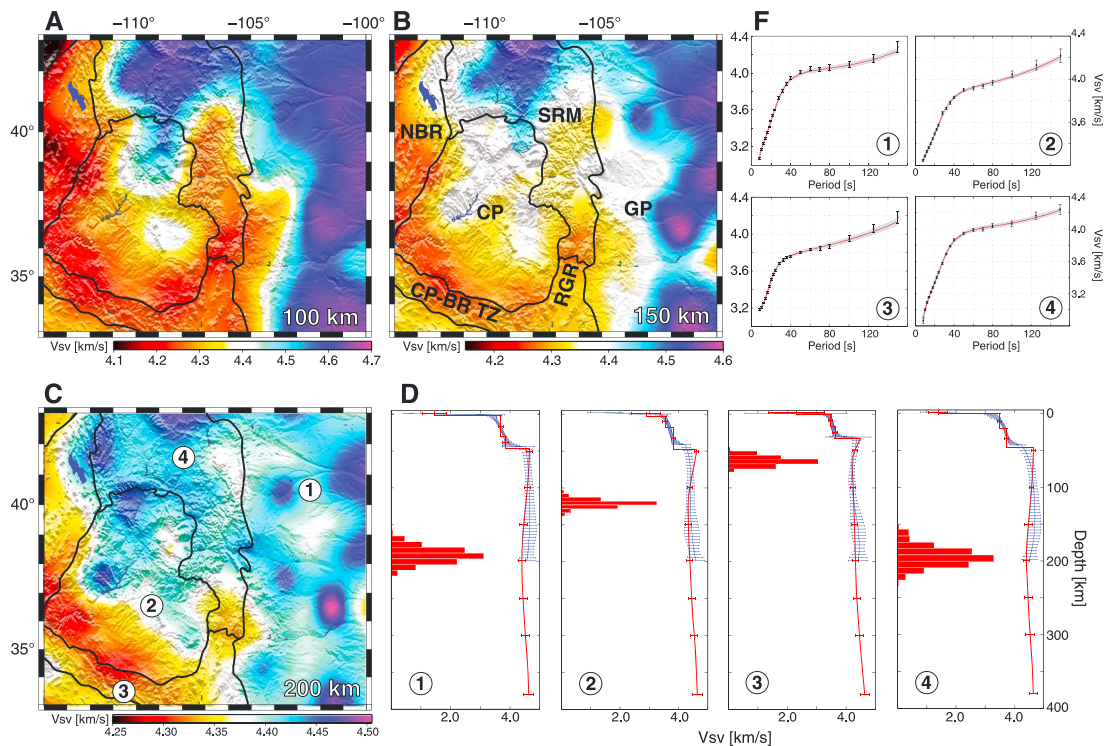 A
−110° −105°
40°
35°
100 km
Vsv [km/s]
4.1 4.2 4.3 4.4 4.5 4.6 4.7
B
−110° −105° −100°
NBR
SRM
CP
GP
RGR
CP-BR TZ
150 km
Vsv [km/s]
4.2 4.3 4.4 4.5 4.6
F
4.4
4.0
3.6
3.2
1
0 40 80 120
Period [s]
4.4
4.0
3.6
3.2
2
0 40 80 120
Period [s]
Vsv [km/s]
4.4
4.0
3.6
3.2
3
0 40 80 120
Period [s]
4.4
4.0
3.6
2.8
4
0 40 80 120
Period [s]
Vsv [km/s]
C
40°
35°
4
1
2
3
200 km
Vsv [km/s]
4.25 4.30 4.35 4.40 4.45 4.50
D
1
2.0 4.0
2
2.0 4.0
3
2.0 4.0
4
2.0 4.0
Vsv [km/s]
0
100
200
300
400
Depth [km]